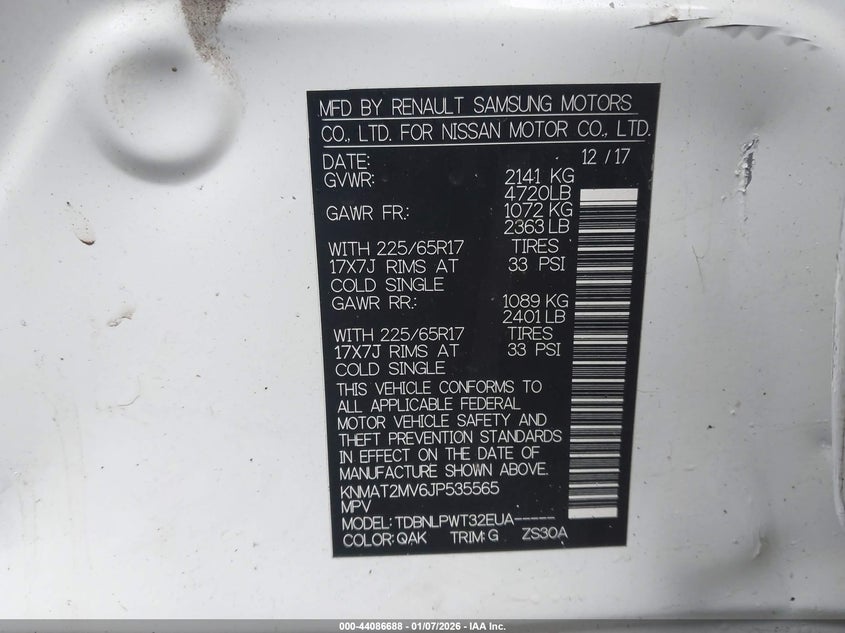 MFD BY RENAULT SAMSUNG MOTORS
CO., LTD. FOR NISSAN MOTOR CO., LTD.
DATE: 12 / 17
GVWR: 2141 KG
4720LB
GAWR FR: 1072 KG
2363 LB
WITH 225/65R17 TIRES
17X7J RIMS AT 33 PSI
COLD SINGLE
GAWR RR: 1089 KG
2401 LB
WITH 225/65R17 TIRES
17X7J RIMS AT 33 PSI
COLD SINGLE
THIS VEHICLE CONFORMS TO
ALL APPLICABLE FEDERAL
MOTOR VEHICLE SAFETY AND
THEFT PREVENTION STANDARDS
IN EFFECT ON THE DATE OF
MANUFACTURE SHOWN ABOVE.
KNMAT2MV6JP535565
MPV
MODEL: TDBNLPWT32EUA-----
COLOR: QAK TRIM: G ZS30A
000-44086688 - 01/07/2026 - IAA Inc.